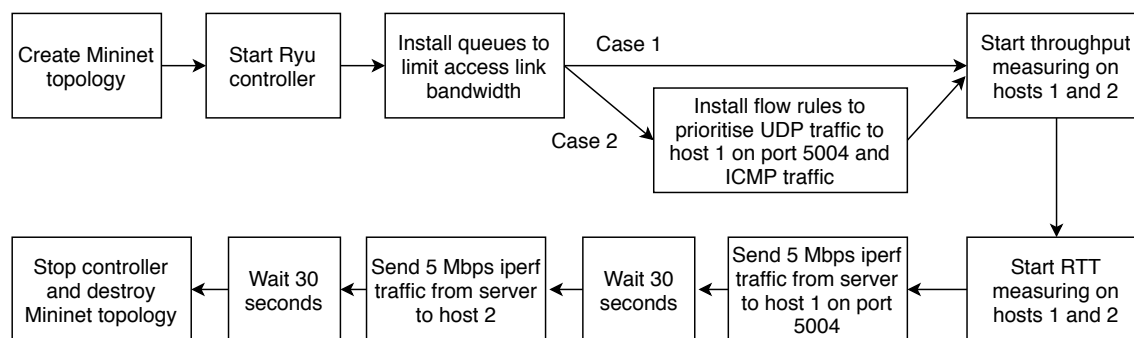 Create Mininet
topology
Start Ryu
controller
Install queues to
limit access link
bandwidth
Case 1
Case 2
Install flow rules to
prioritise UDP traffic to
host 1 on port 5004 and
ICMP traffic
Start throughput
measuring on
hosts 1 and 2
Start RTT
measuring on
hosts 1 and 2
Send 5 Mbps iperf
traffic from server
to host 1 on port
5004
Wait 30
seconds
Send 5 Mbps iperf
traffic from server
to host 2
Wait 30
seconds
Stop controller
and destroy
Mininet topology